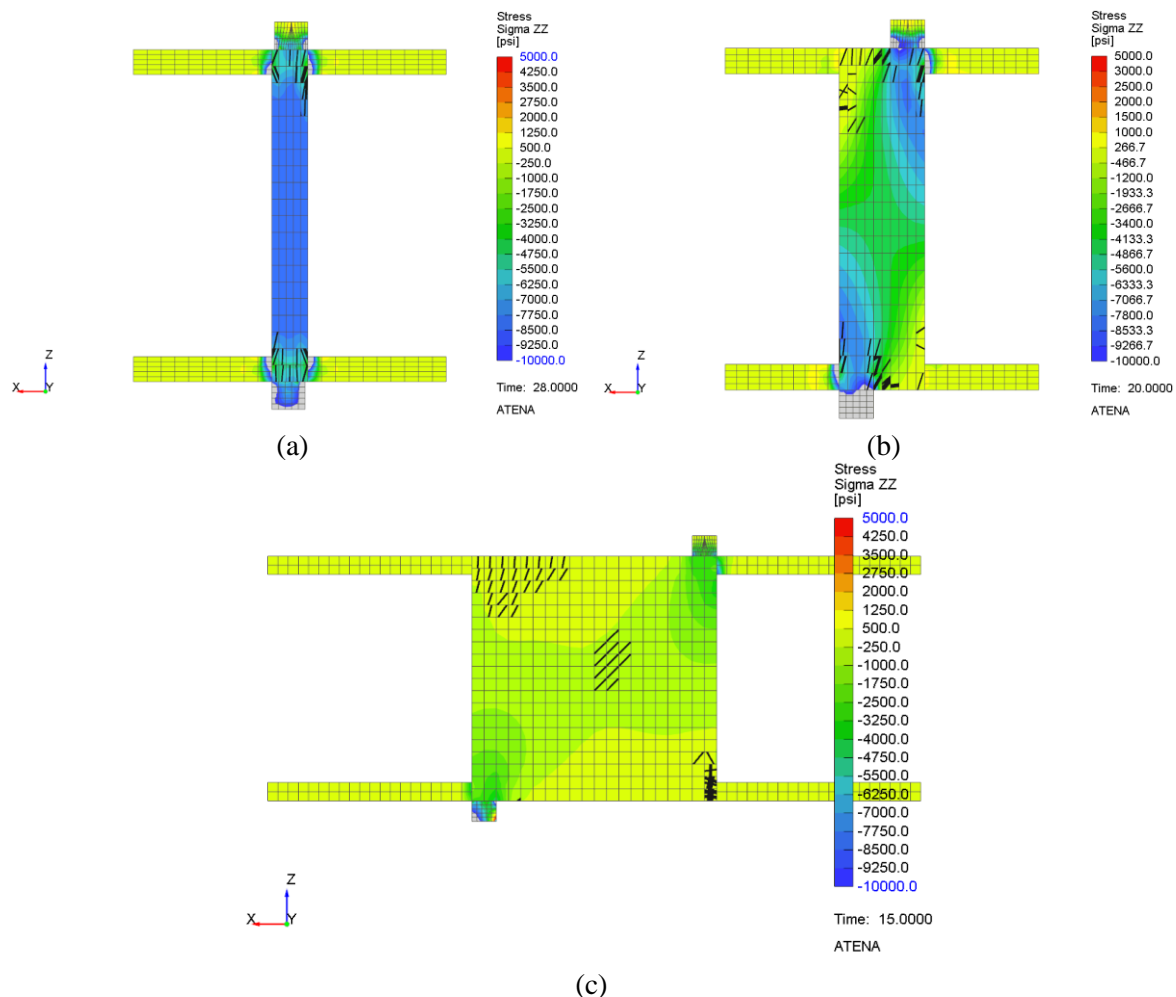 Stress
Sigma ZZ
[psi]
5000.0
4250.0
3500.0
2750.0
2000.0
1250.0
500.0
-250.0
-1000.0
-1750.0
-2500.0
-3250.0
-4000.0
-4750.0
-5500.0
-6250.0
-7000.0
-7750.0
-8500.0
-9250.0
-10000.0
Time: 28.0000
ATENA
Z
X
Y
(a)
Stress
Sigma ZZ
[psi]
5000.0
3000.0
2500.0
2000.0
1500.0
1000.0
266.7
-466.7
-1200.0
-1933.3
-2666.7
-3400.0
-4133.3
-4866.7
-5600.0
-6333.3
-7066.7
-7800.0
-8533.3
-9266.7
-10000.0
Time: 20.0000
ATENA
Z
X
Y
(b)
Stress
Sigma ZZ
[psi]
5000.0
4250.0
3500.0
2750.0
2000.0
1250.0
500.0
-250.0
-1000.0
-1750.0
-2500.0
-3250.0
-4000.0
-4750.0
-5500.0
-6250.0
-7000.0
-7750.0
-8500.0
-9250.0
-10000.0
Time: 15.0000
ATENA
Z
X
Y
(c)